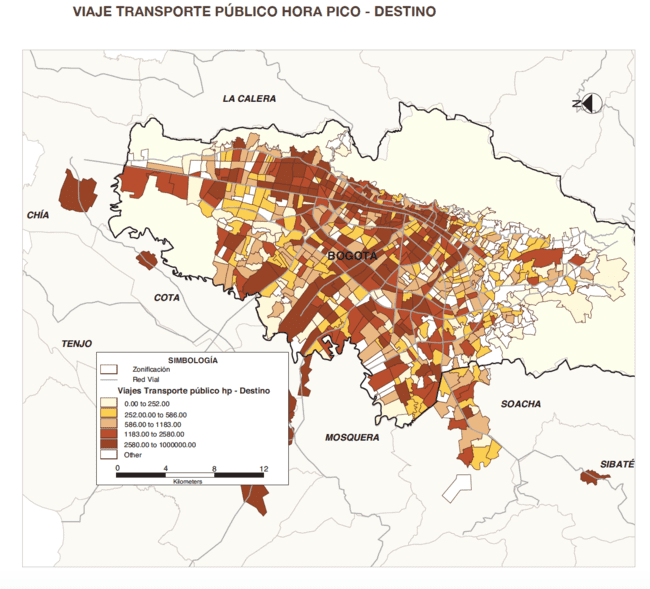 VIAJE TRANSPORTE PÚBLICO HORA PICO - DESTINO
LA CALERA
N
CHÍA
BOGOTA
COTA
TENJO
SIMBOLOGÍA
Zonificación
Red Vial
Viajes Transporte público hp - Destino
0.00 to 252.00
252.00.00 to 586.00
586.00 to 1183.00
1183.00 to 2580.00
2580.00 to 1000000.00
Other
0 4 8 12
Kilometers
SOACHA
MOSQUERA
SIBATÉ